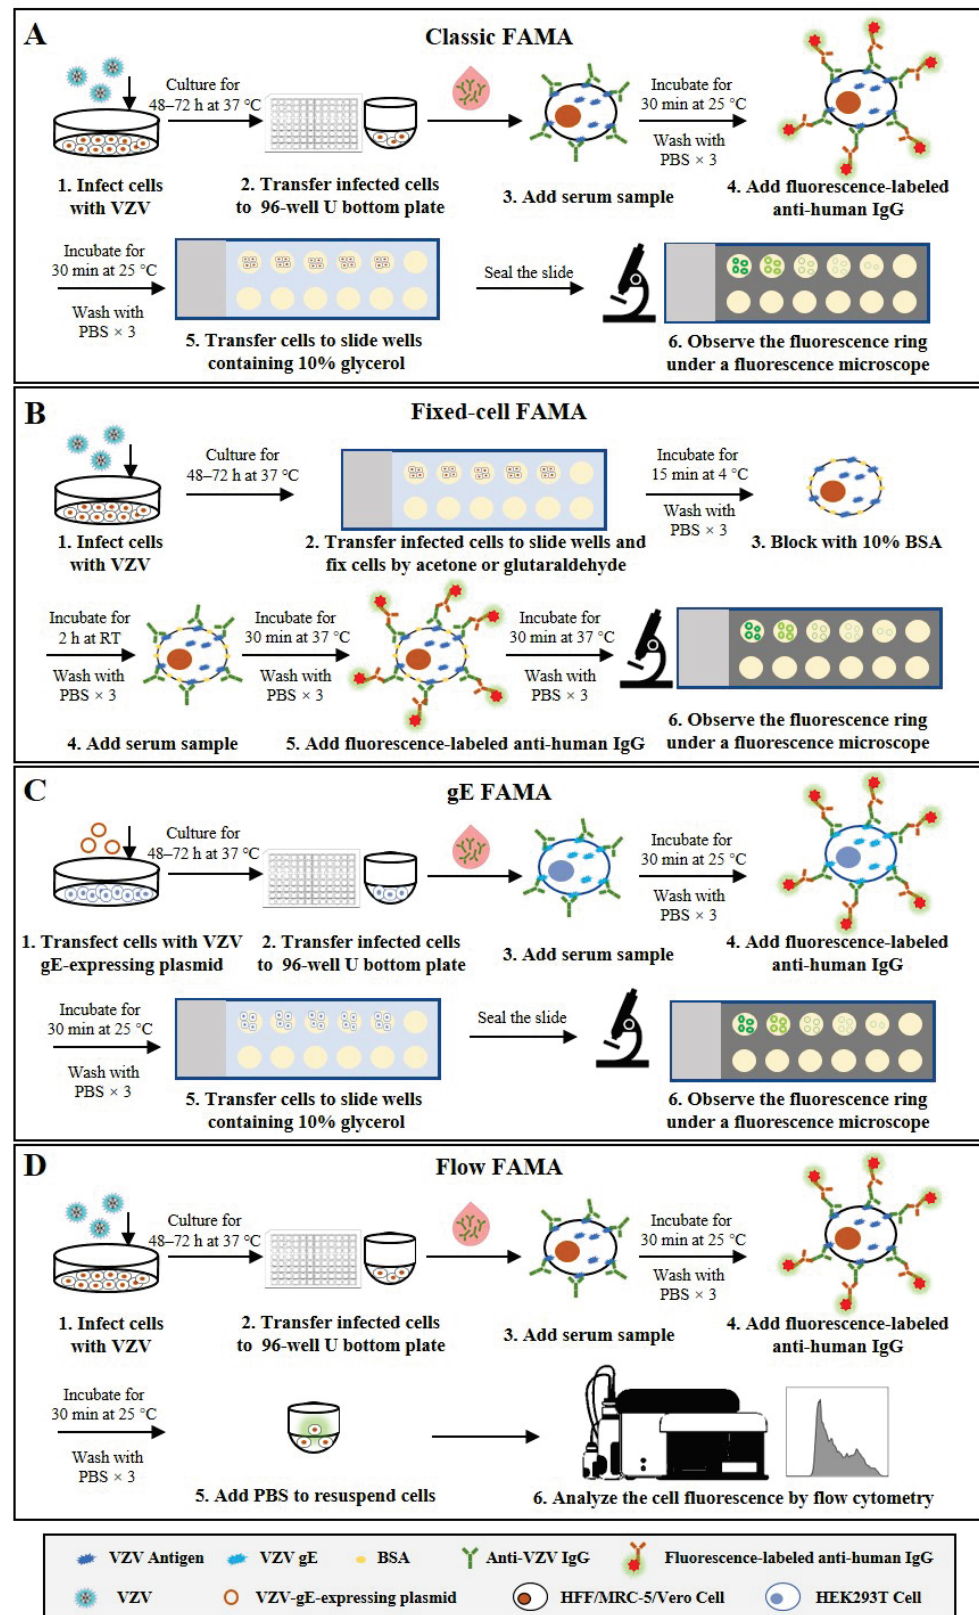 A
Classic FAMA
Culture for
48–72 h at 37 °C
Incubate for
30 min at 25 °C
Wash with
PBS × 3
1. Infect cells
with VZV
2. Transfer infected cells
to 96-well U bottom plate
3. Add serum sample
4. Add fluorescence-labeled
anti-human IgG
Incubate for
30 min at 25 °C
Wash with
PBS × 3
Seal the slide
5. Transfer cells to slide wells
containing 10% glycerol
6. Observe the fluorescence ring
under a fluorescence microscope
B
Fixed-cell FAMA
Culture for
48–72 h at 37 °C
Incubate for
15 min at 4 °C
Wash with
PBS × 3
1. Infect cells
with VZV
2. Transfer infected cells to slide wells and
fix cells by acetone or glutaraldehyde
3. Block with 10% BSA
Incubate for
2 h at RT
Wash with
PBS × 3
Incubate for
30 min at 37 °C
Wash with
PBS × 3
Incubate for
30 min at 37 °C
Wash with
PBS × 3
4. Add serum sample
5. Add fluorescence-labeled anti-human IgG
6. Observe the fluorescence ring
under a fluorescence microscope
C
gE FAMA
Culture for
48–72 h at 37 °C
Incubate for
30 min at 25 °C
Wash with
PBS × 3
1. Transfect cells with VZV
gE-expressing plasmid
2. Transfer infected cells
to 96-well U bottom plate
3. Add serum sample
4. Add fluorescence-labeled
anti-human IgG
Incubate for
30 min at 25 °C
Wash with
PBS × 3
Seal the slide
5. Transfer cells to slide wells
containing 10% glycerol
6. Observe the fluorescence ring
under a fluorescence microscope
D
Flow FAMA
Culture for
48–72 h at 37 °C
Incubate for
30 min at 25 °C
Wash with
PBS × 3
1. Infect cells
with VZV
2. Transfer infected cells
to 96-well U bottom plate
3. Add serum sample
4. Add fluorescence-labeled
anti-human IgG
Incubate for
30 min at 25 °C
Wash with
PBS × 3
5. Add PBS to resuspend cells
6. Analyze the cell fluorescence by flow cytometry
VZV Antigen
VZV gE
BSA
Anti-VZV IgG
Fluorescence-labeled anti-human IgG
VZV
VZV-gE-expressing plasmid
HFF/MRC-5/Vero Cell
HEK293T Cell